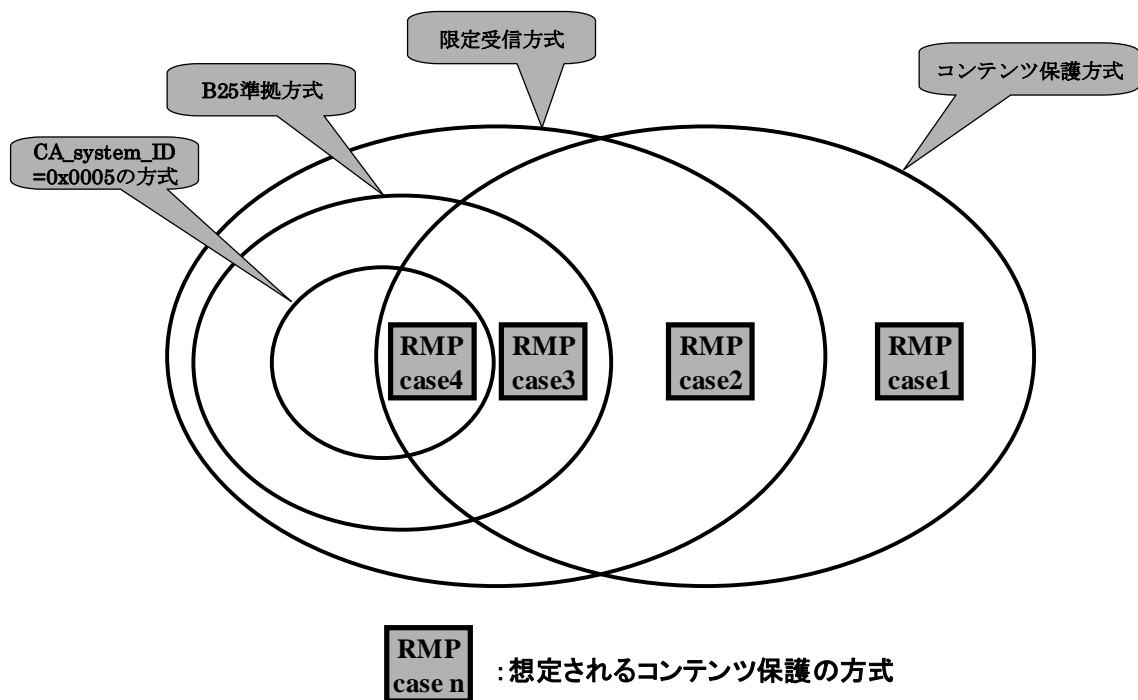 限定受信方式
コンテンツ保護方式
B25準拠方式
CA_system_ID
=0x0005の方式
RMP
case4
RMP
case3
RMP
case2
RMP
case1
RMP
case n
:想定されるコンテンツ保護の方式